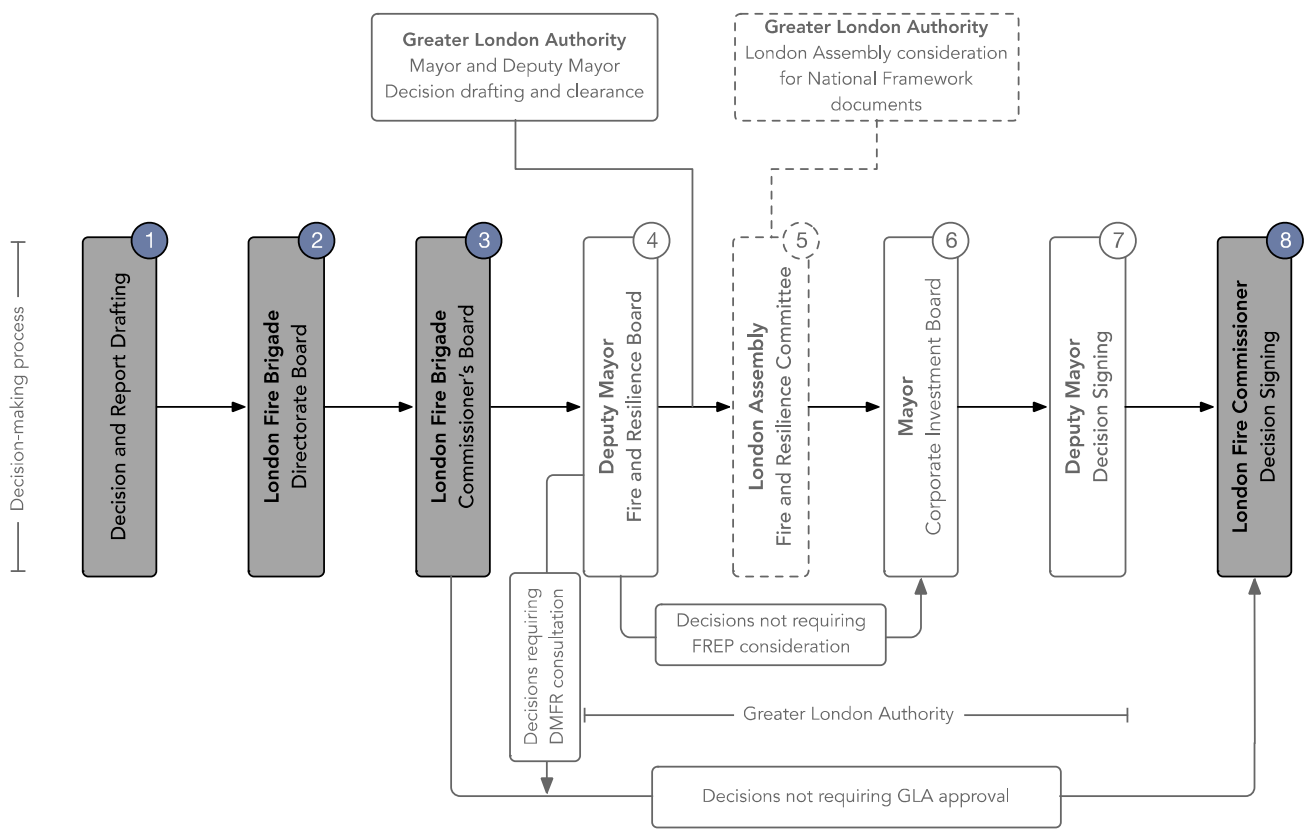 Greater London Authority
Mayor and Deputy Mayor
Decision drafting and clearance
Greater London Authority
London Assembly consideration
for National Framework
documents
Decision-making process
1
Decision and Report Drafting
2
London Fire Brigade
Directorate Board
3
London Fire Brigade
Commissioner's Board
4
Deputy Mayor
Fire and Resilience Board
5
London Assembly
Fire and Resilience Committee
6
Mayor
Corporate Investment Board
7
Deputy Mayor
Decision Signing
8
London Fire Commissioner
Decision Signing
Decisions requiring
DMFR consultation
Decisions not requiring
FREP consideration
Greater London Authority
Decisions not requiring GLA approval